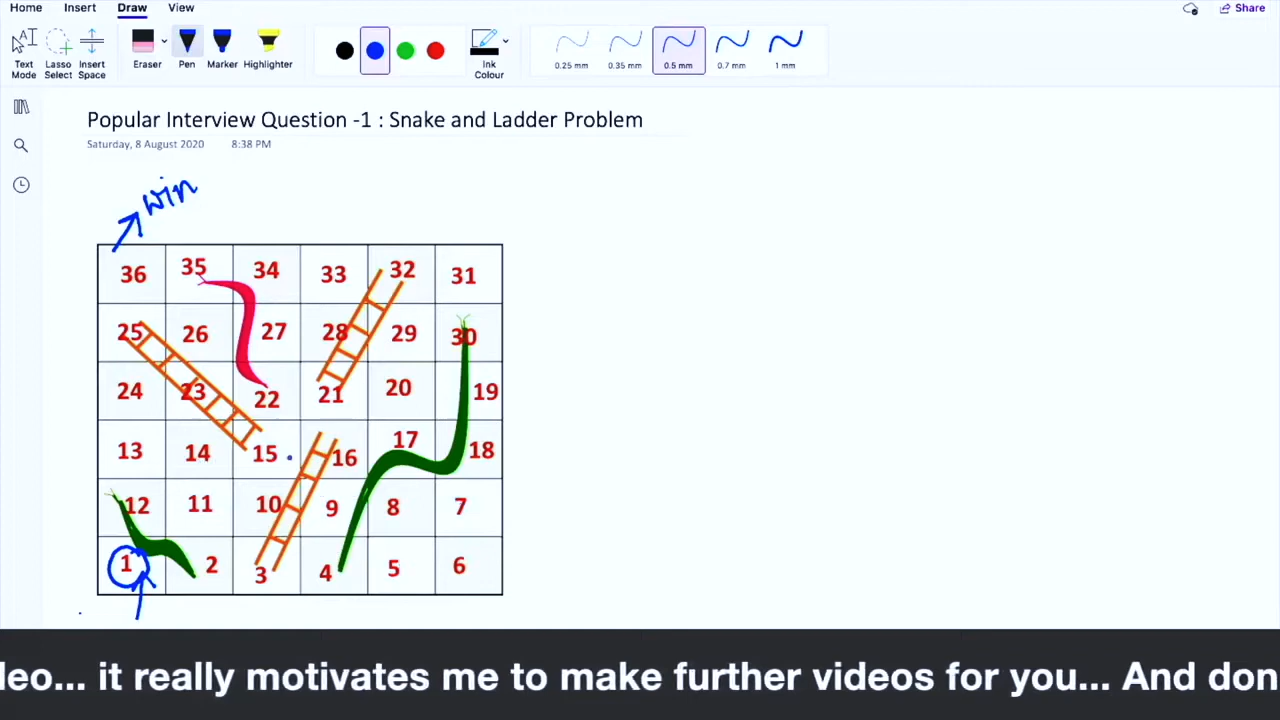 Home Insert Draw View Share
Text Mode Lasso Select Insert Space Eraser Pen Marker Highlighter Ink Colour 0.25 mm 0.35 mm 0.5 mm 0.7 mm 1 mm
Popular Interview Question -1 : Snake and Ladder Problem
Saturday, 8 August 2020 8:38 PM
win
36 35 34 33 32 31
25 26 27 28 29 30
24 23 22 21 20 19
13 14 15 16 17 18
12 11 10 9 8 7
1 2 3 4 5 6
leo... it really motivates me to make further videos for you... And don